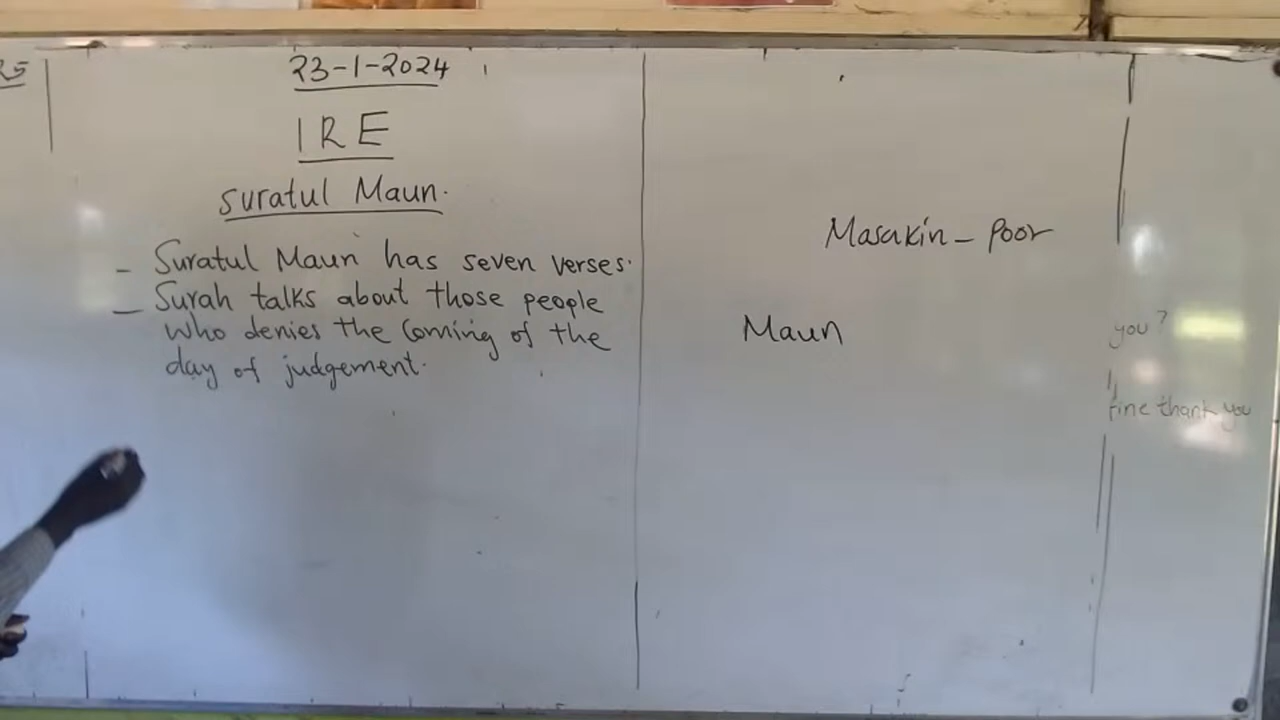 23-1-2024
IRE
Suratul Maun.
- Suratul Maun has seven verses.
- Surah talks about those people
who denies the coming of the
day of judgement.
Masakin - Poor
Maun
you?
fine thank you